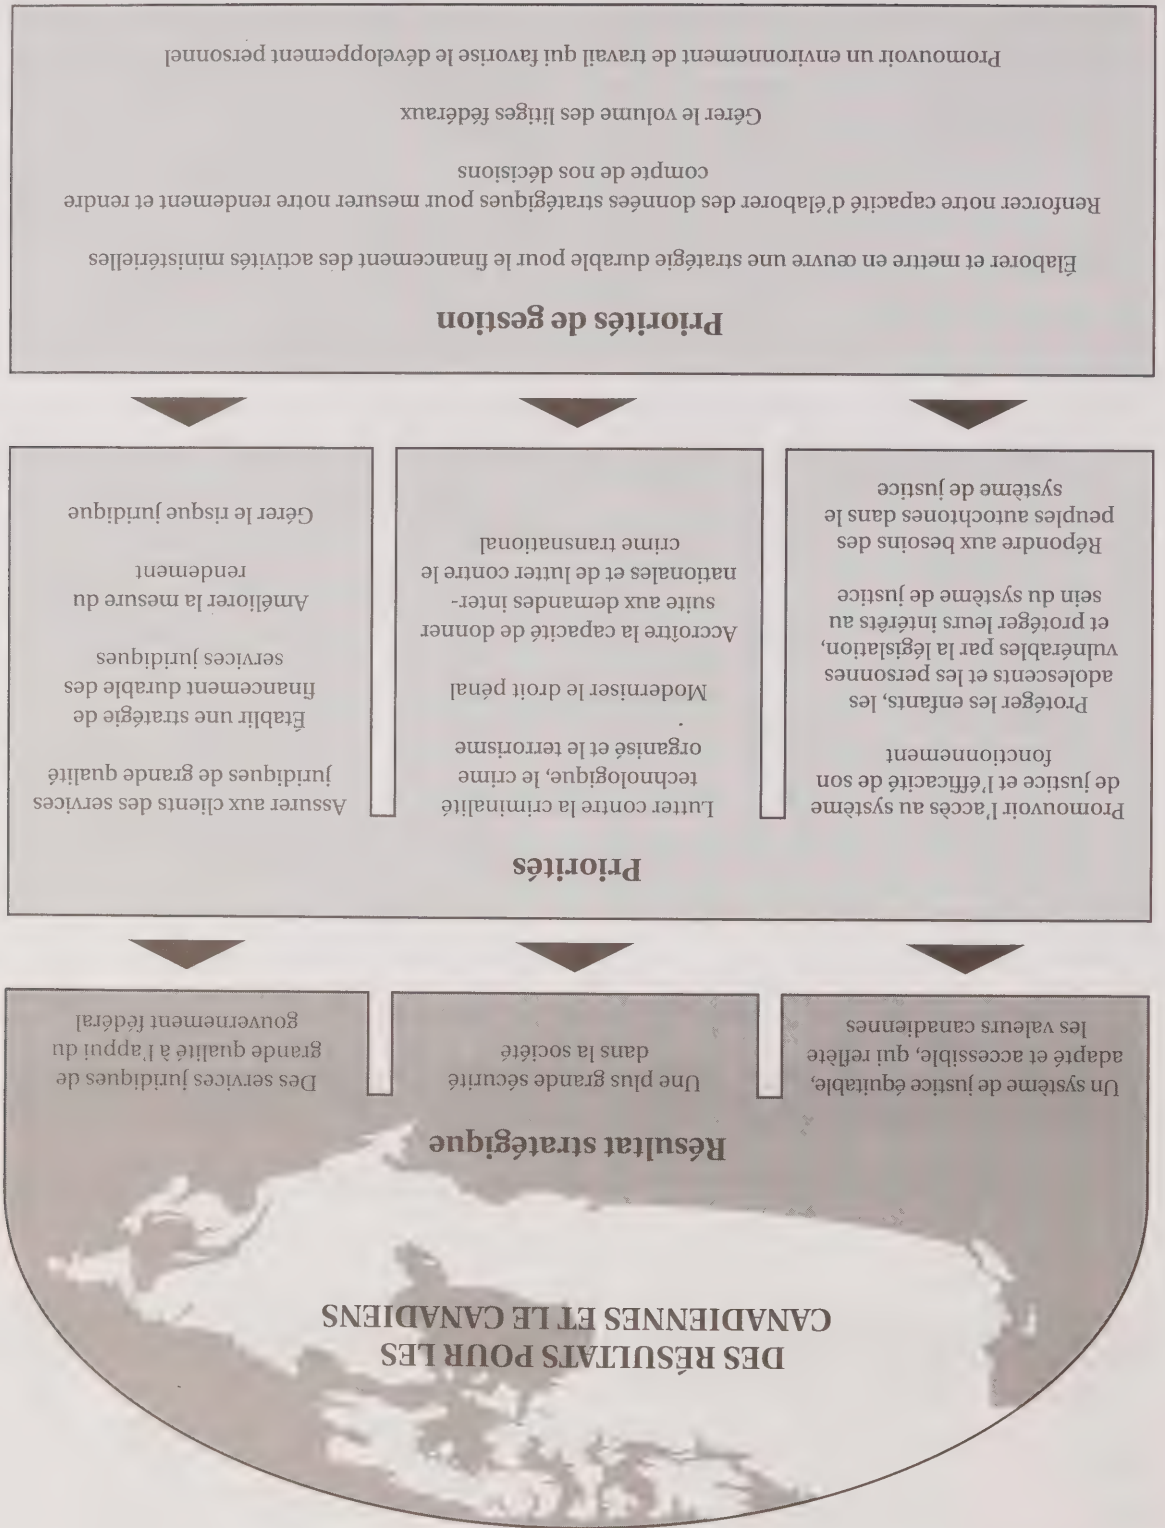 DES RÉSULTATS POUR LES
CANADIENNES ET LE CANADIENS
Résultat stratégique
Un système de justice équitable,
adapté et accessible, qui reflète
les valeurs canadiennes
Une plus grande sécurité
dans la société
Des services juridiques de
grande qualité à l'appui du
gouvernement fédéral
Priorités
Promouvoir l'accès au système
de justice et l'éfficacité de son
fonctionnement
Protéger les enfants, les
adolescents et les personnes
vulnérables par la législation,
et protéger leurs intérêts au
sein du système de justice
Répondre aux besoins des
peuples autochtones dans le
système de justice
Lutter contre la criminalité
technologique, le crime
organisé et le terrorisme
Moderniser le droit pénal
Accroître la capacité de donner
suite aux demandes inter-
nationales et de lutter contre le
crime transnational
Assurer aux clients des services
juridiques de grande qualité
Établir une stratégie de
financement durable des
services juridiques
Améliorer la mesure du
rendement
Gérer le risque juridique
Priorités de gestion
Élaborer et mettre en œuvre une stratégie durable pour le financement des activités ministérielles
Renforcer notre capacité d'élaborer des données stratégiques pour mesurer notre rendement et rendre
compte de nos décisions
Gérer le volume des litiges fédéraux
Promouvoir un environnement de travail qui favorise le développement personnel